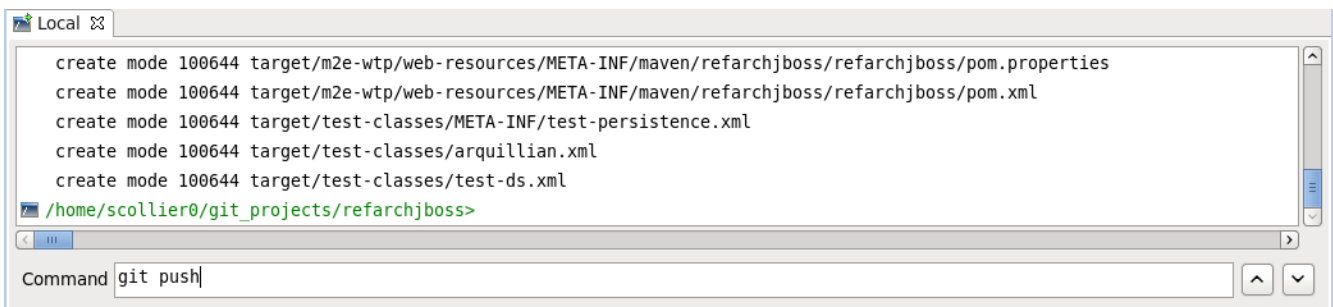 Local
create mode 100644 target/m2e-wtp/web-resources/META-INF/maven/refarchjboss/refarchjboss/pom.properties
create mode 100644 target/m2e-wtp/web-resources/META-INF/maven/refarchjboss/refarchjboss/pom.xml
create mode 100644 target/test-classes/META-INF/test-persistence.xml
create mode 100644 target/test-classes/arquillian.xml
create mode 100644 target/test-classes/test-ds.xml
/home/scollier0/git_projects/refarchjboss>
Command git push